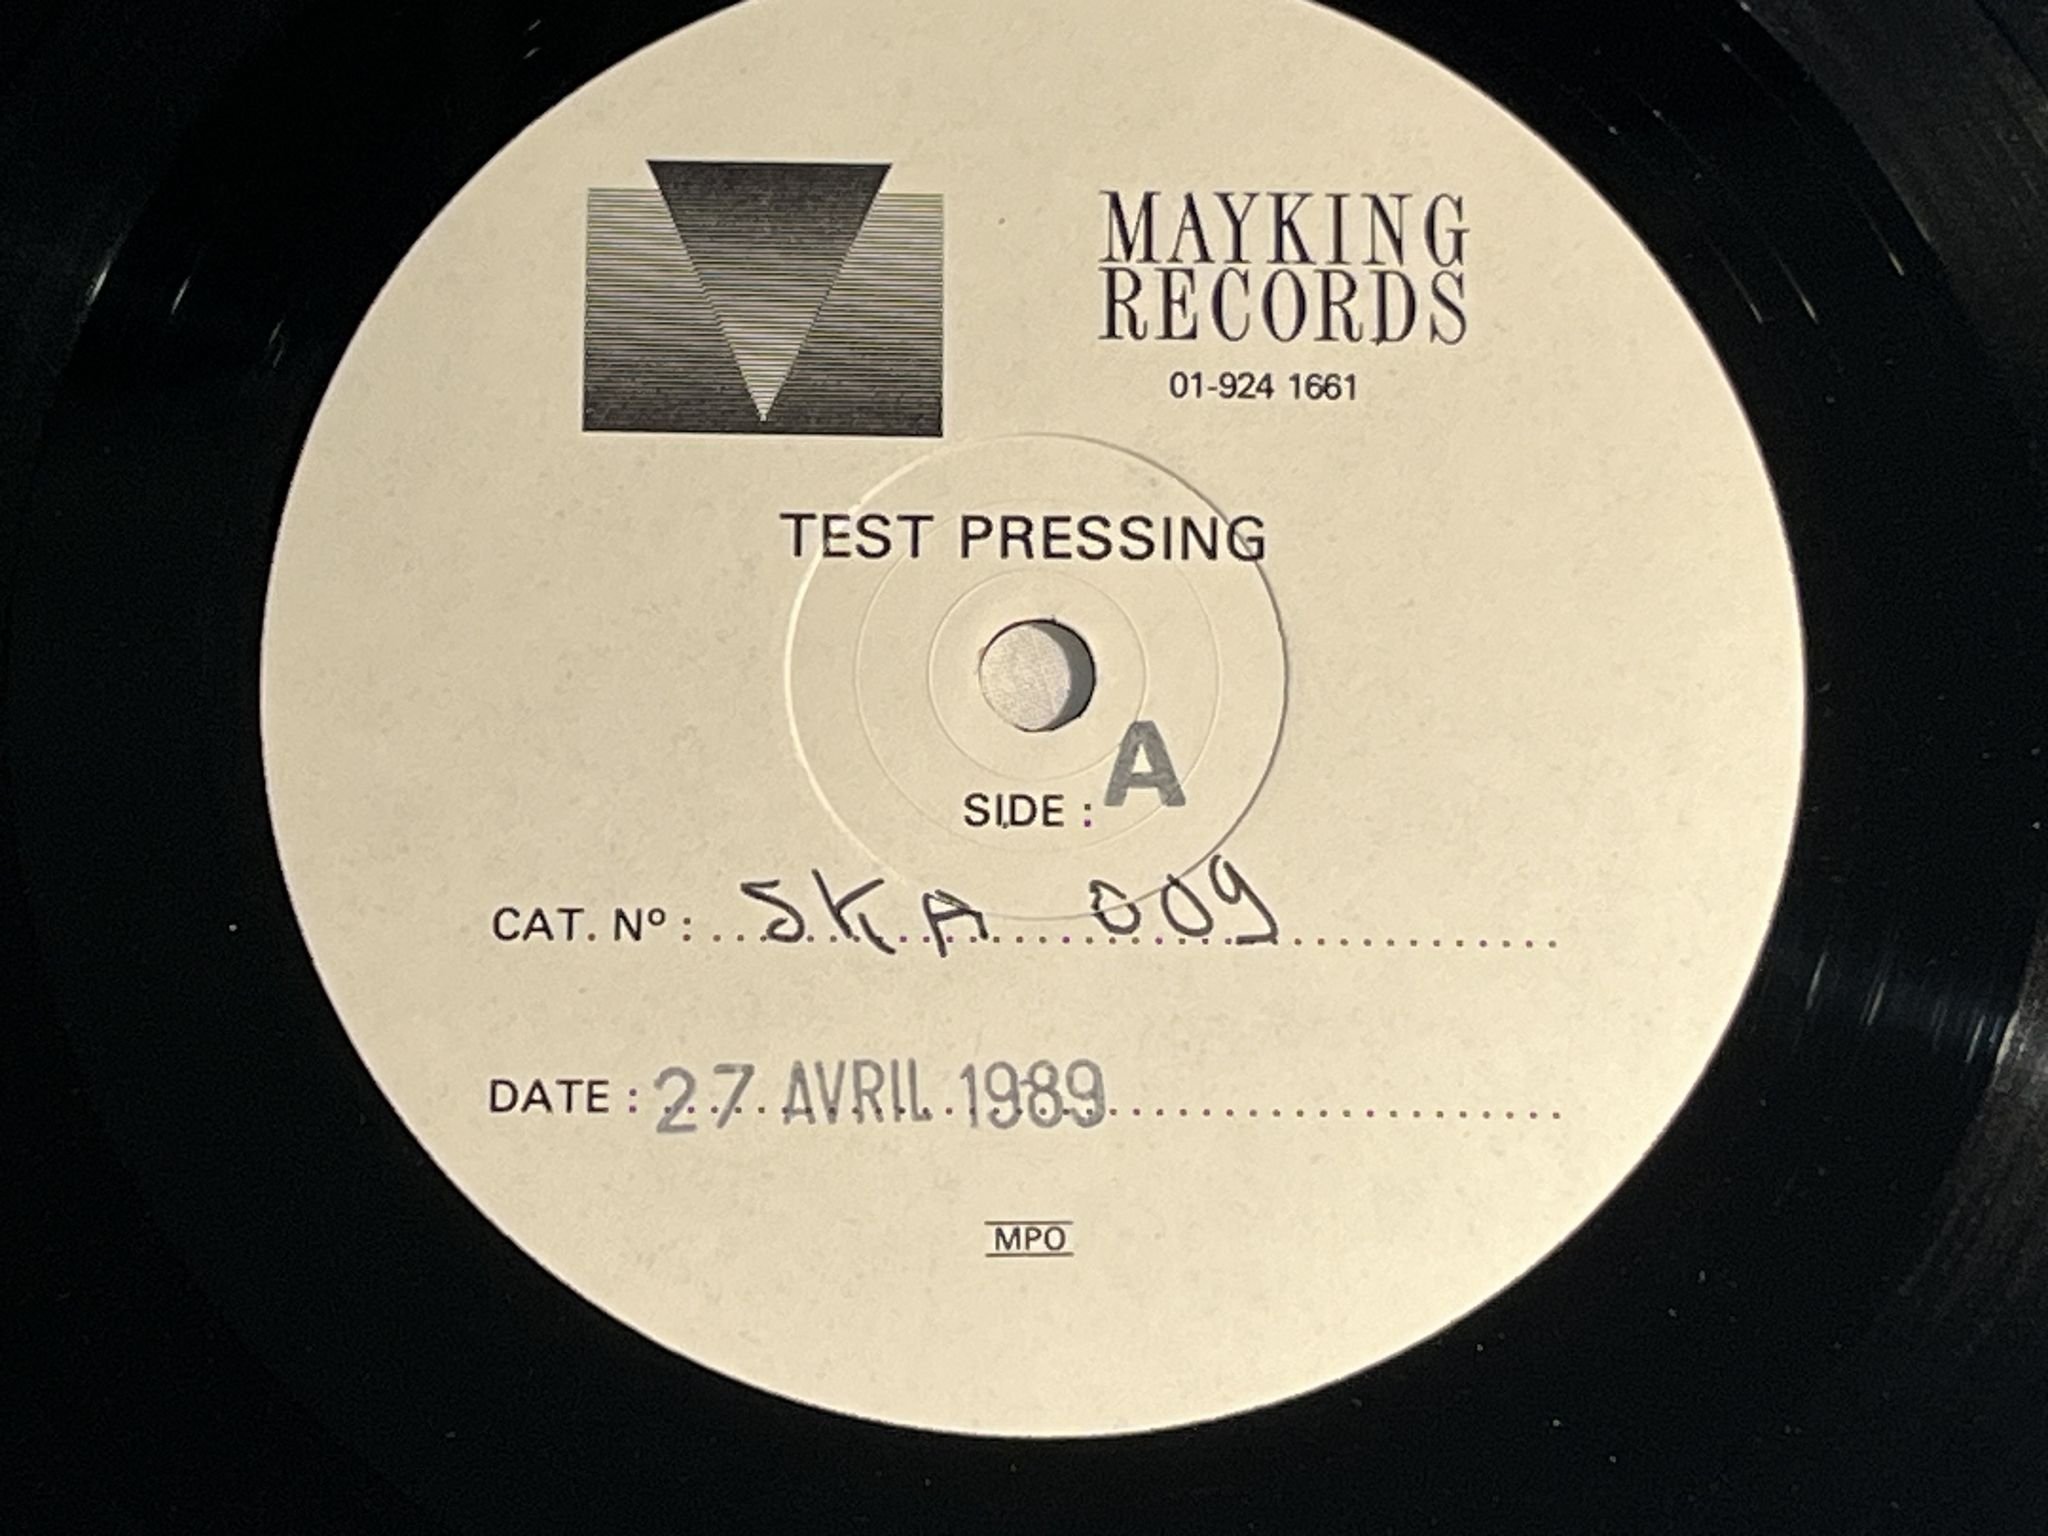 MAYKING
RECORDS
01-924 1661
TEST PRESSING
SIDE : A
CAT. Nº : SKA 009
DATE : 27 AVRIL 1989
MPO